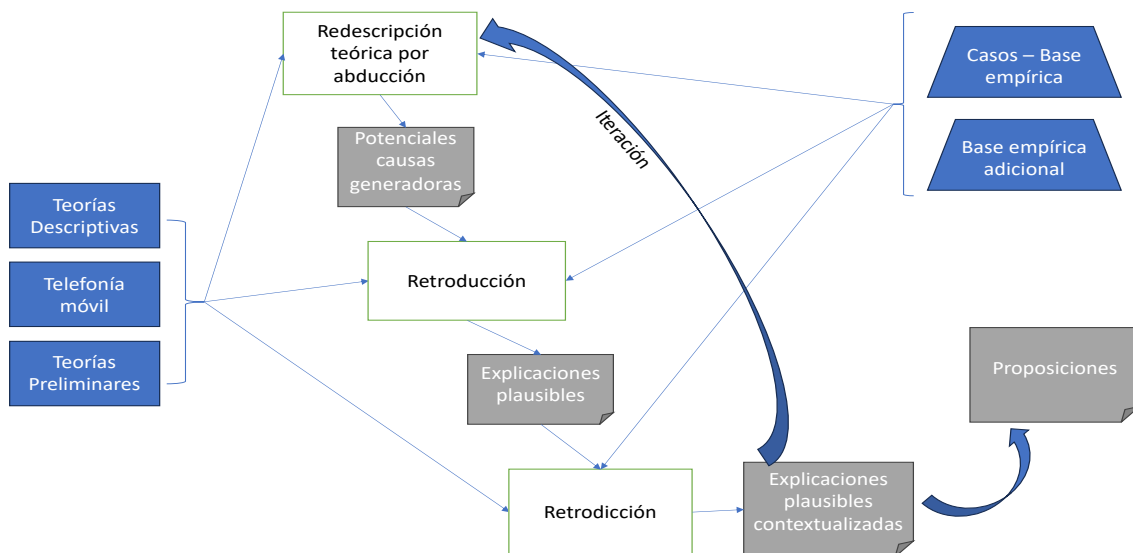 Redescripción
teórica por
abducción
Casos – Base
empírica
Iteración
Potenciales
causas
generadoras
Base empírica
adicional
Teorías
Descriptivas
Retroducción
Telefonía
móvil
Teorías
Preliminares
Explicaciones
plausibles
Proposiciones
Retrodicción
Explicaciones
plausibles
contextualizadas